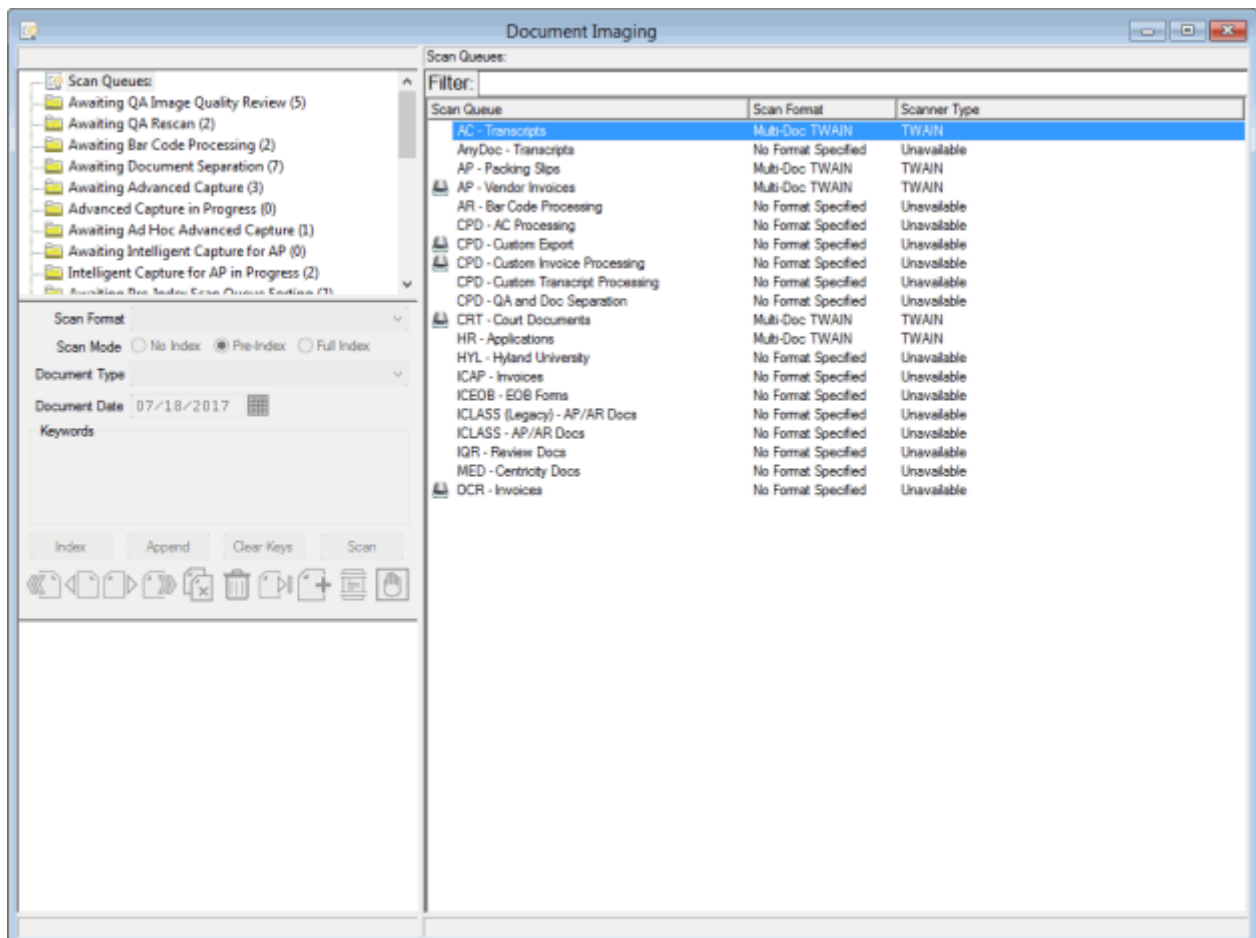 Document Imaging
Scan Queues:
Awaiting QA Image Quality Review (5)
Awaiting QA Rescan (2)
Awaiting Bar Code Processing (2)
Awaiting Document Separation (7)
Awaiting Advanced Capture (3)
Advanced Capture in Progress (0)
Awaiting Ad Hoc Advanced Capture (1)
Awaiting Intelligent Capture for AP (0)
Intelligent Capture for AP in Progress (2)
Awaiting Pre-Index Scan Queue Sorting
Scan Format
Scan Mode No Index Pre-Index Full Index
Document Type
Document Date 07/18/2017
Keywords
Index Append Clear Keys Scan
Scan Queues:
Filter:
Scan Queue Scan Format Scanner Type
AC - Transcripts Multi-Doc TWAIN TWAIN
AnyDoc - Transcripts No Format Specified Unavailable
AP - Packing Slips Multi-Doc TWAIN TWAIN
AP - Vendor Invoices Multi-Doc TWAIN TWAIN
AR - Bar Code Processing No Format Specified Unavailable
CPD - AC Processing No Format Specified Unavailable
CPD - Custom Export No Format Specified Unavailable
CPD - Custom Invoice Processing No Format Specified Unavailable
CPD - Custom Transcript Processing No Format Specified Unavailable
CPD - QA and Doc Separation No Format Specified Unavailable
CRT - Court Documents Multi-Doc TWAIN TWAIN
HR - Applications Multi-Doc TWAIN TWAIN
HYL - Hyland University No Format Specified Unavailable
ICAP - Invoices No Format Specified Unavailable
ICEOB - EOB Forms No Format Specified Unavailable
ICLASS (Legacy) - AP/AR Docs No Format Specified Unavailable
ICLASS - AP/AR Docs No Format Specified Unavailable
IQR - Review Docs No Format Specified Unavailable
MED - Centricity Docs No Format Specified Unavailable
OCR - Invoices No Format Specified Unavailable